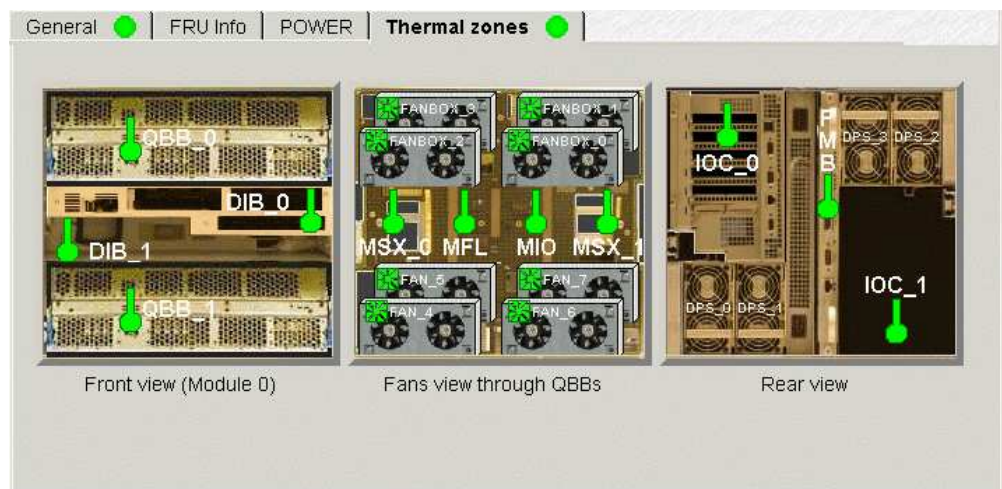 General FRU Info POWER Thermal zones
QBB_0
DIB_0
DIB_1
QBB_1
Front view (Module 0)
FANBOX_3 FANBOX_1
FANBOX_2 FANBOX_0
MSX_0 MFL MIO MSX_1
FAN_5 FAN_7
FAN_4 FAN_6
Fans view through QBBs
PMB
DPS_3 DPS_2
IOC_0
IOC_1
DPS_0 DPS_1
Rear view